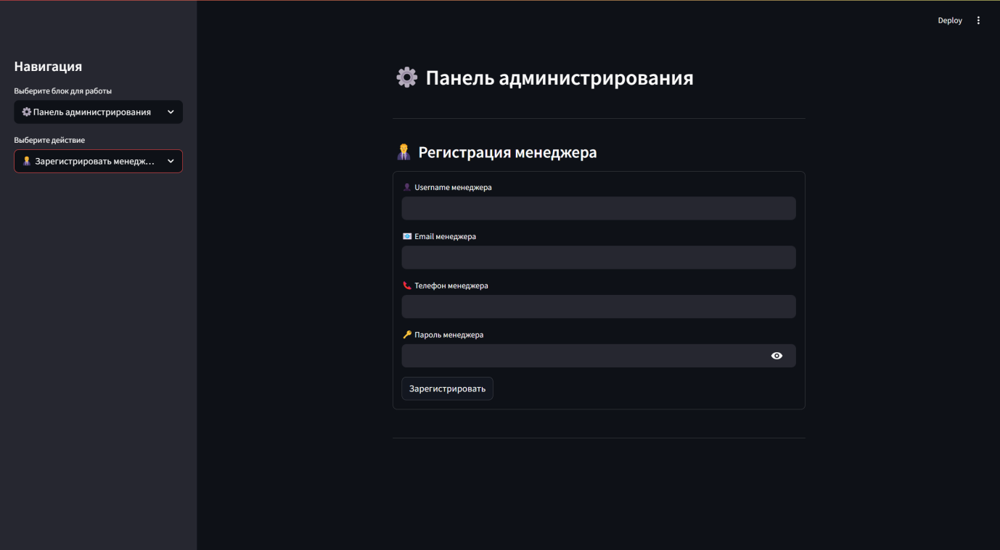 Deploy
Навигация
Выберите блок для работы
Панель администрирования
Выберите действие
Зарегистрировать менедж...
Панель администрирования
Регистрация менеджера
Username менеджера
Email менеджера
Телефон менеджера
Пароль менеджера
Зарегистрировать